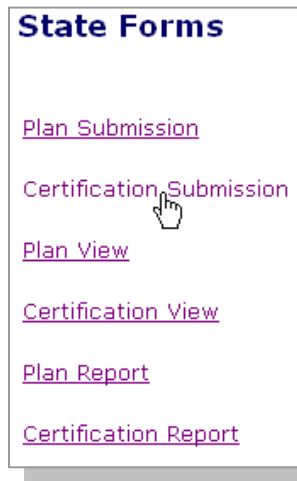 State Forms
Plan Submission
Certification Submission
Plan View
Certification View
Plan Report
Certification Report